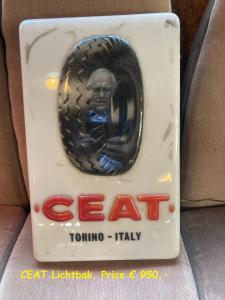 CEAT
TORINO - ITALY
CEAT Lichtbak. Price € 950,